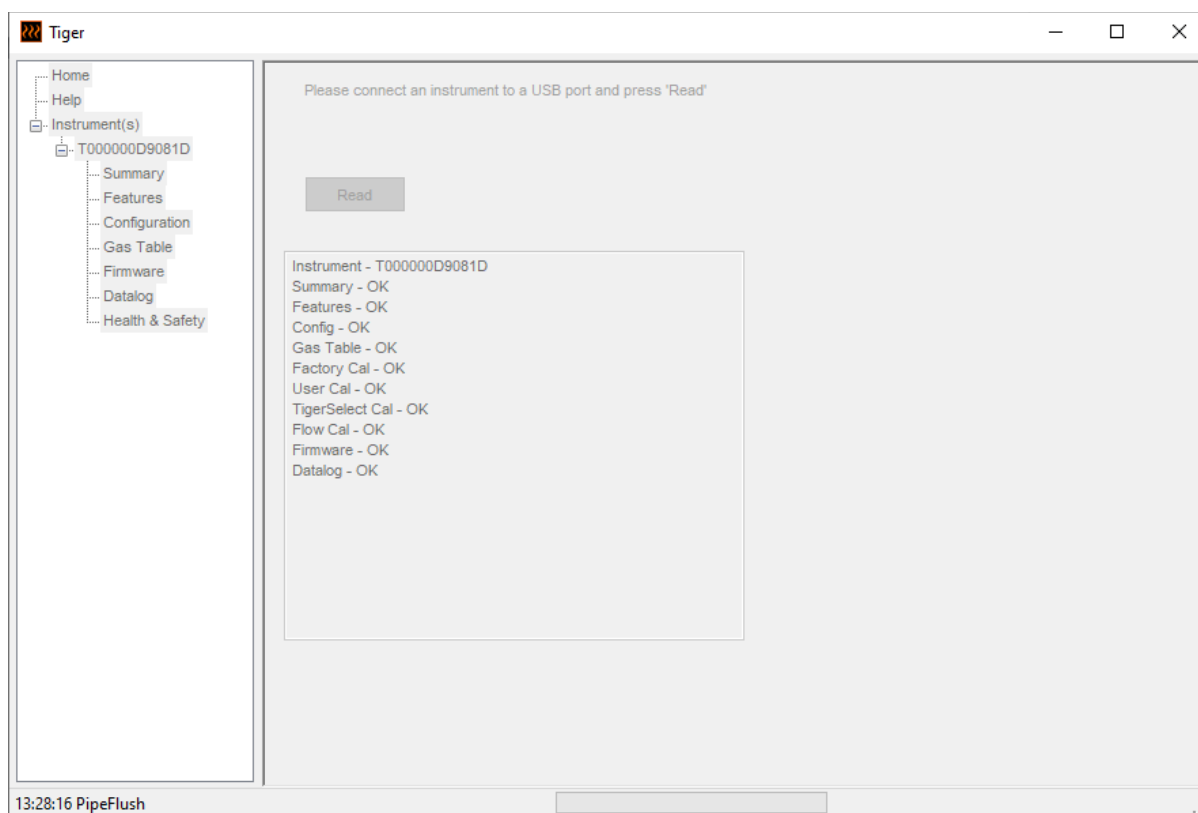 Tiger
Home
Help
Instrument(s)
T000000D9081D
Summary
Features
Configuration
Gas Table
Firmware
Datalog
Health & Safety
Please connect an instrument to a USB port and press 'Read'
Read
Instrument - T000000D9081D
Summary - OK
Features - OK
Config - OK
Gas Table - OK
Factory Cal - OK
User Cal - OK
TigerSelect Cal - OK
Flow Cal - OK
Firmware - OK
Datalog - OK
13:28:16 PipeFlush